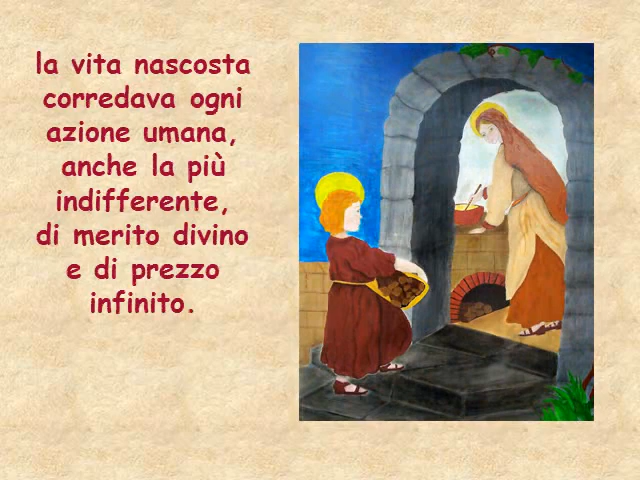 la vita nascosta
corredava ogni
azione umana,
anche la più
indifferente,
di merito divino
e di prezzo
infinito.